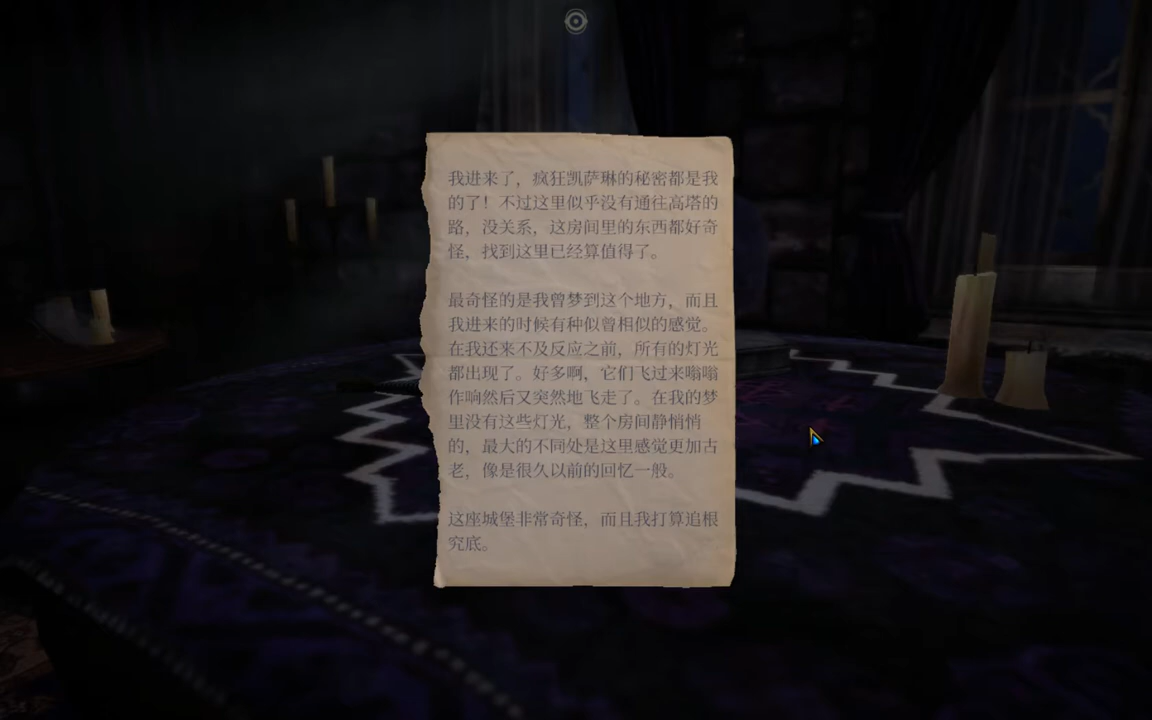 我进来了，疯狂凯萨琳的秘密都是我
的了！不过这里似乎没有通往高塔的
路，没关系，这房间里的东西都好奇
怪，找到这里已经算值得了。
最奇怪的是我曾梦到这个地方，而且
我进来的时候有种似曾相似的感觉。
在我还来不及反应之前，所有的灯光
都出现了。好多啊，它们飞过来嗡嗡
作响然后又突然地飞走了。在我的梦
里没有这些灯光，整个房间静悄悄
的，最大的不同处是这里感觉更加古
老，像是很久以前的回忆一般。
这座城堡非常奇怪，而且我打算追根
究底。